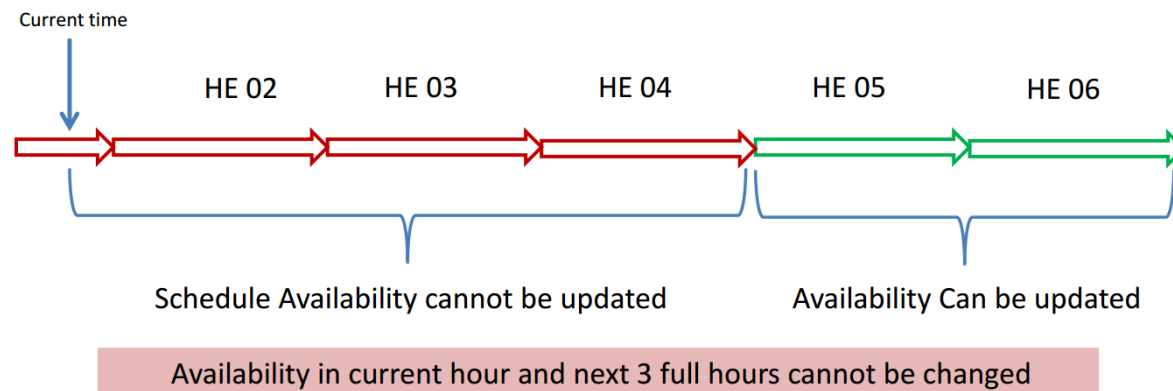 Current time
HE 02 HE 03 HE 04 HE 05 HE 06
Schedule Availability cannot be updated Availability Can be updated
Availability in current hour and next 3 full hours cannot be changed